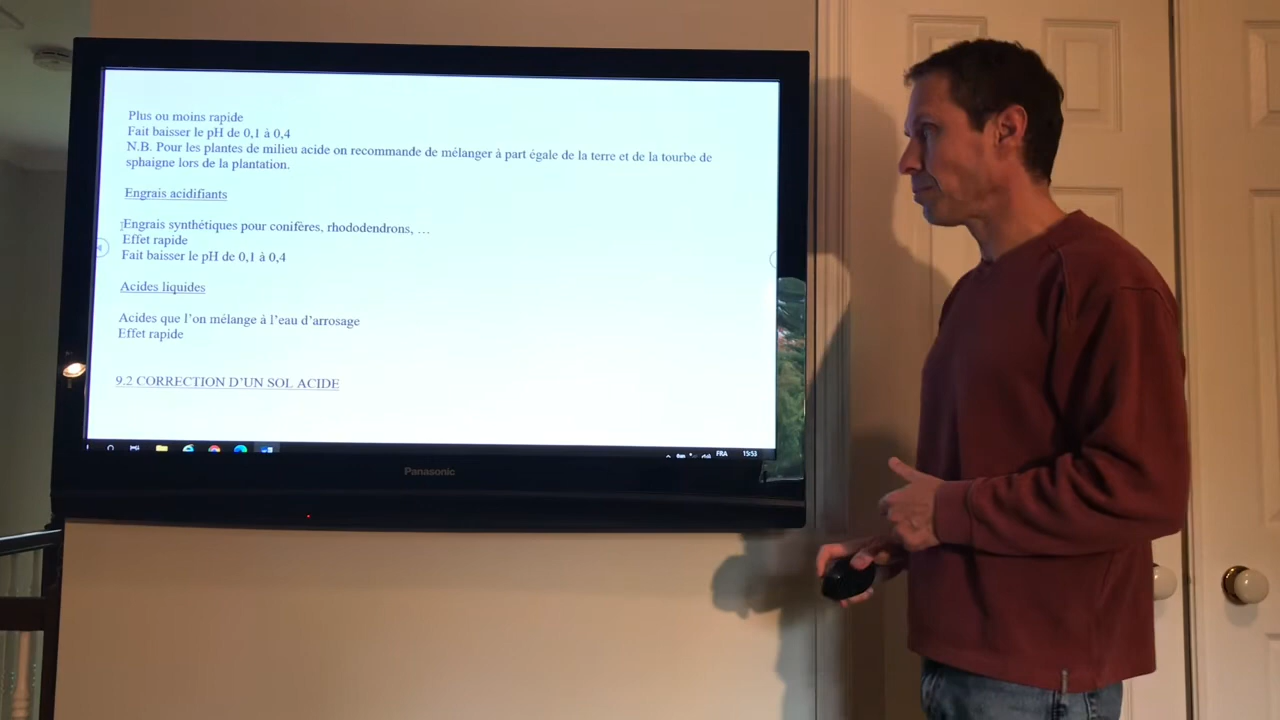 Plus ou moins rapide
Fait baisser le pH de 0,1 à 0,4
N.B. Pour les plantes de milieu acide on recommande de mélanger à part égale de la terre et de la tourbe de
sphaigne lors de la plantation.
Engrais acidifiants
Engrais synthétiques pour conifères, rhododendrons, …
Effet rapide
Fait baisser le pH de 0,1 à 0,4
Acides liquides
Acides que l’on mélange à l’eau d’arrosage
Effet rapide
9.2 CORRECTION D’UN SOL ACIDE
FRA 15:53
Panasonic